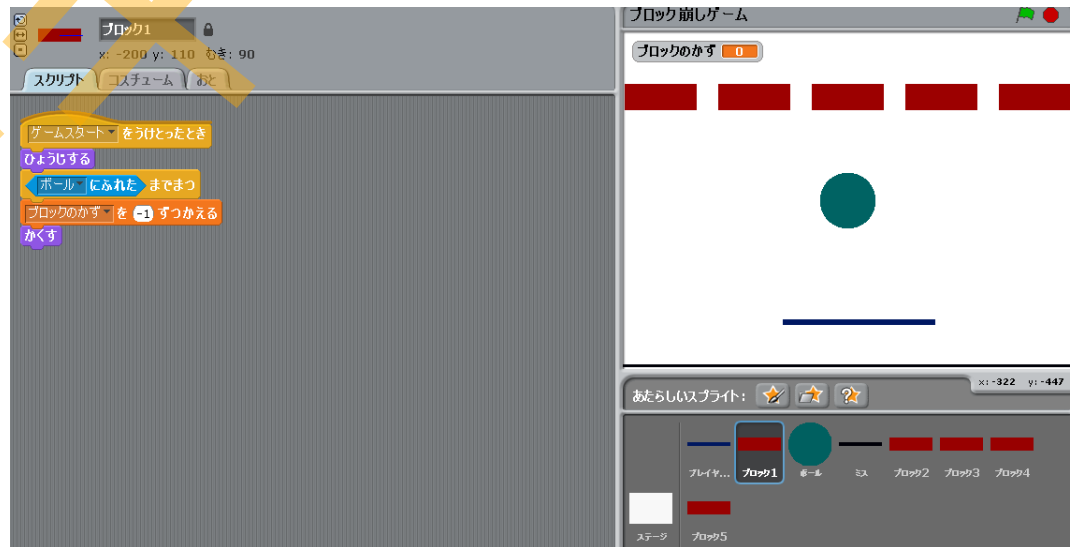 ブロック1
x: -200 y: 110 むき: 90
スクリプト コスチューム おと
ゲームスタート をうけとったとき
ひょうじする
ボール にふれた までまつ
ブロックのかず を -1 ずつかえる
かくす
ブロック崩しゲーム
ブロックのかず 0
x: -322 y: -447
あたらしいスプライト:
プレイヤ... ブロック1 ボール ミス ブロック2 ブロック3 ブロック4
ステージ ブロック5